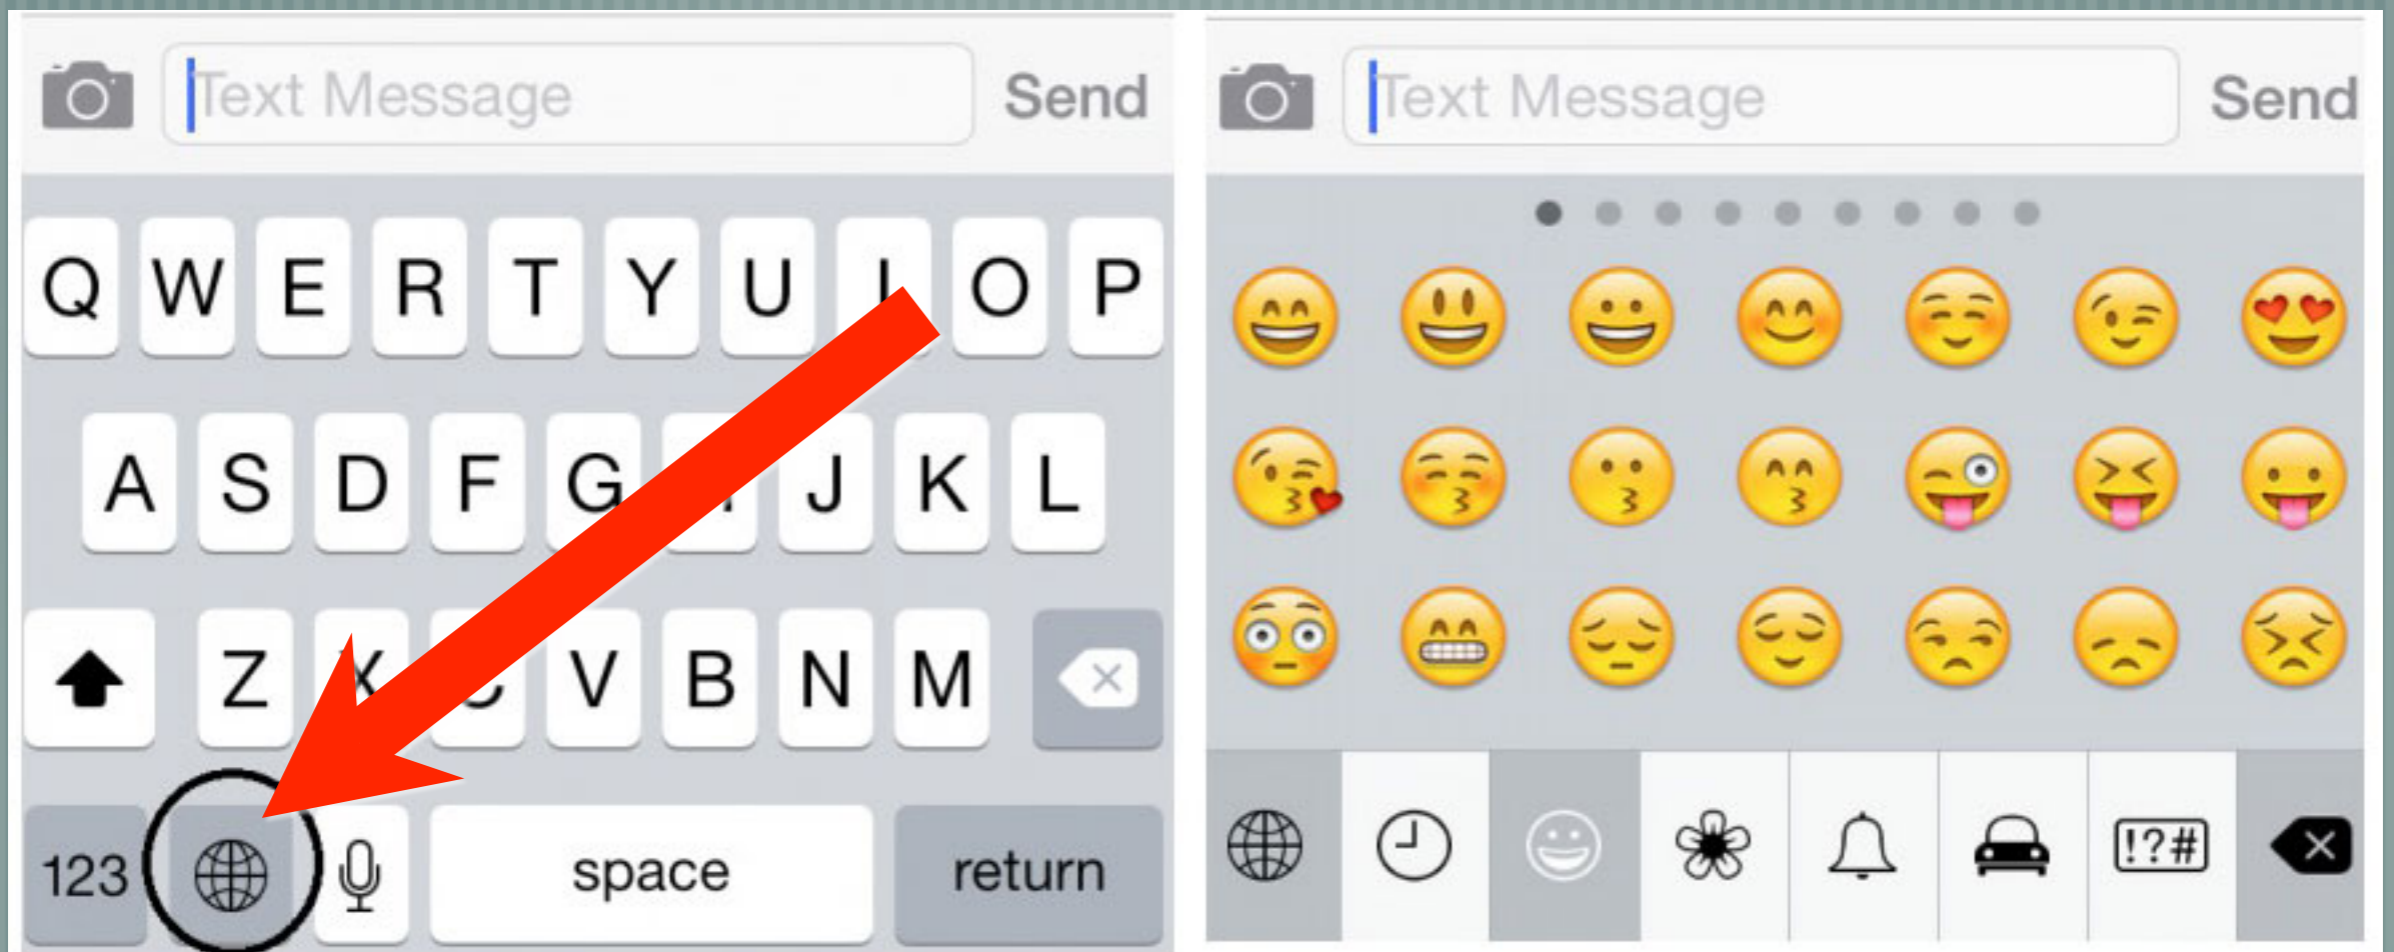 Text Message Send
Q W E R T Y U I O P
A S D F G J K L
Z X C V B N M
123 space return
Text Message Send
!?#